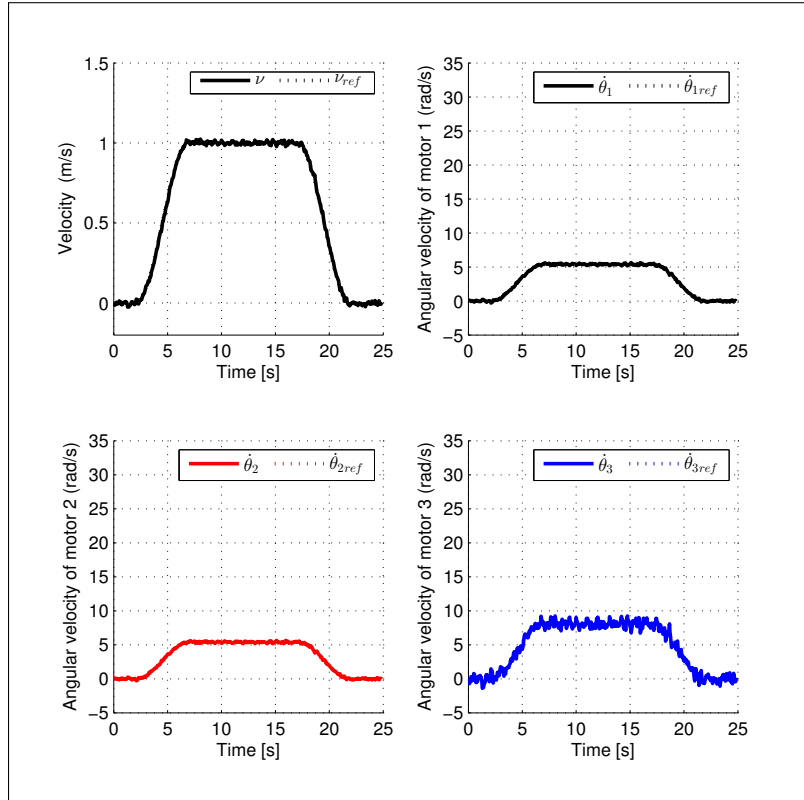 1.5
1
0.5
0
Velocity (m/s)
ν ν_ref
0 5 10 15 20 25
Time [s]
35
30
25
20
15
10
5
0
−5
Angular velocity of motor 1 (rad/s)
θ̇_1 θ̇_1ref
0 5 10 15 20 25
Time [s]
35
30
25
20
15
10
5
0
−5
Angular velocity of motor 2 (rad/s)
θ̇_2 θ̇_2ref
0 5 10 15 20 25
Time [s]
35
30
25
20
15
10
5
0
−5
Angular velocity of motor 3 (rad/s)
θ̇_3 θ̇_3ref
0 5 10 15 20 25
Time [s]